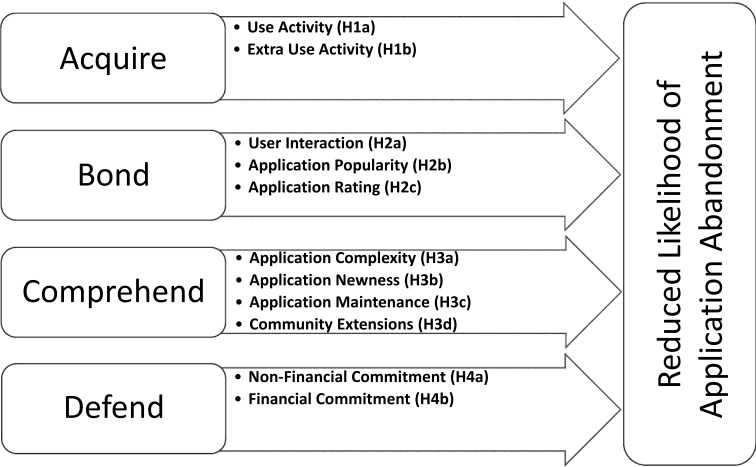 Acquire
• Use Activity (H1a)
• Extra Use Activity (H1b)
Bond
• User Interaction (H2a)
• Application Popularity (H2b)
• Application Rating (H2c)
Comprehend
• Application Complexity (H3a)
• Application Newness (H3b)
• Application Maintenance (H3c)
• Community Extensions (H3d)
Defend
• Non-Financial Commitment (H4a)
• Financial Commitment (H4b)
Reduced Likelihood of
Application Abandonment